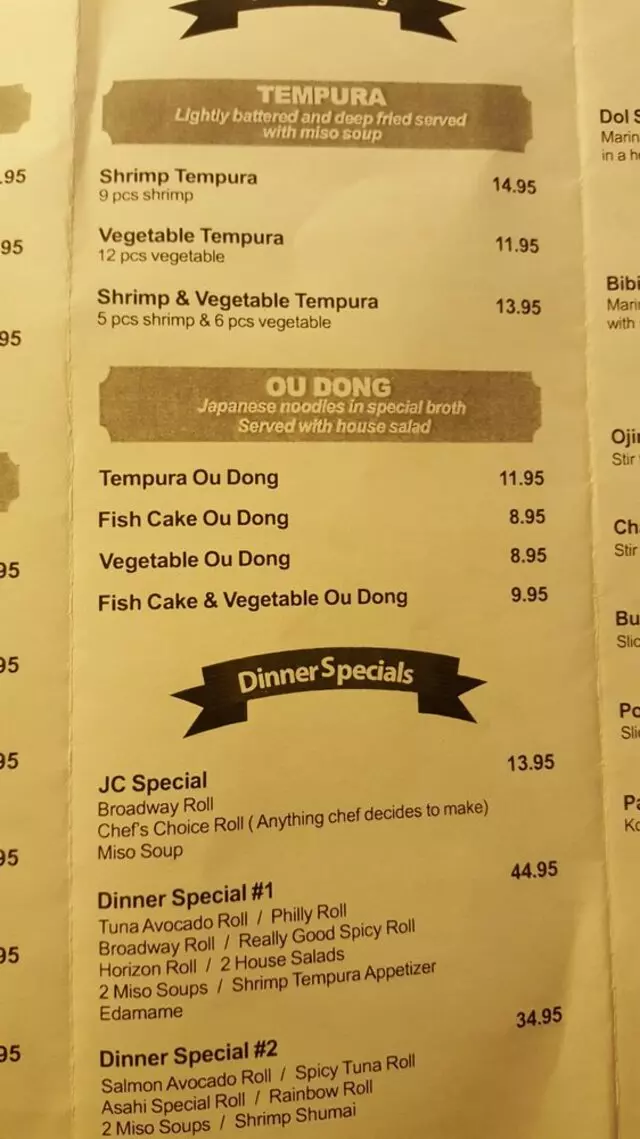 TEMPURA
Lightly battered and deep fried served
with miso soup
Shrimp Tempura 14.95
9 pcs shrimp
Vegetable Tempura 11.95
12 pcs vegetable
Shrimp & Vegetable Tempura 13.95
5 pcs shrimp & 6 pcs vegetable
OU DONG
Japanese noodles in special broth
Served with house salad
Tempura Ou Dong 11.95
Fish Cake Ou Dong 8.95
Vegetable Ou Dong 8.95
Fish Cake & Vegetable Ou Dong 9.95
Dinner Specials
JC Special 13.95
Broadway Roll
Chef's Choice Roll ( Anything chef decides to make)
Miso Soup
Dinner Special #1 44.95
Tuna Avocado Roll / Philly Roll
Broadway Roll / Really Good Spicy Roll
Horizon Roll / 2 House Salads
2 Miso Soups / Shrimp Tempura Appetizer
Edamame
Dinner Special #2 34.95
Salmon Avocado Roll / Spicy Tuna Roll
Asahi Special Roll / Rainbow Roll
2 Miso Soups / Shrimp Shumai
Dol
in a
with
Stir
Stir